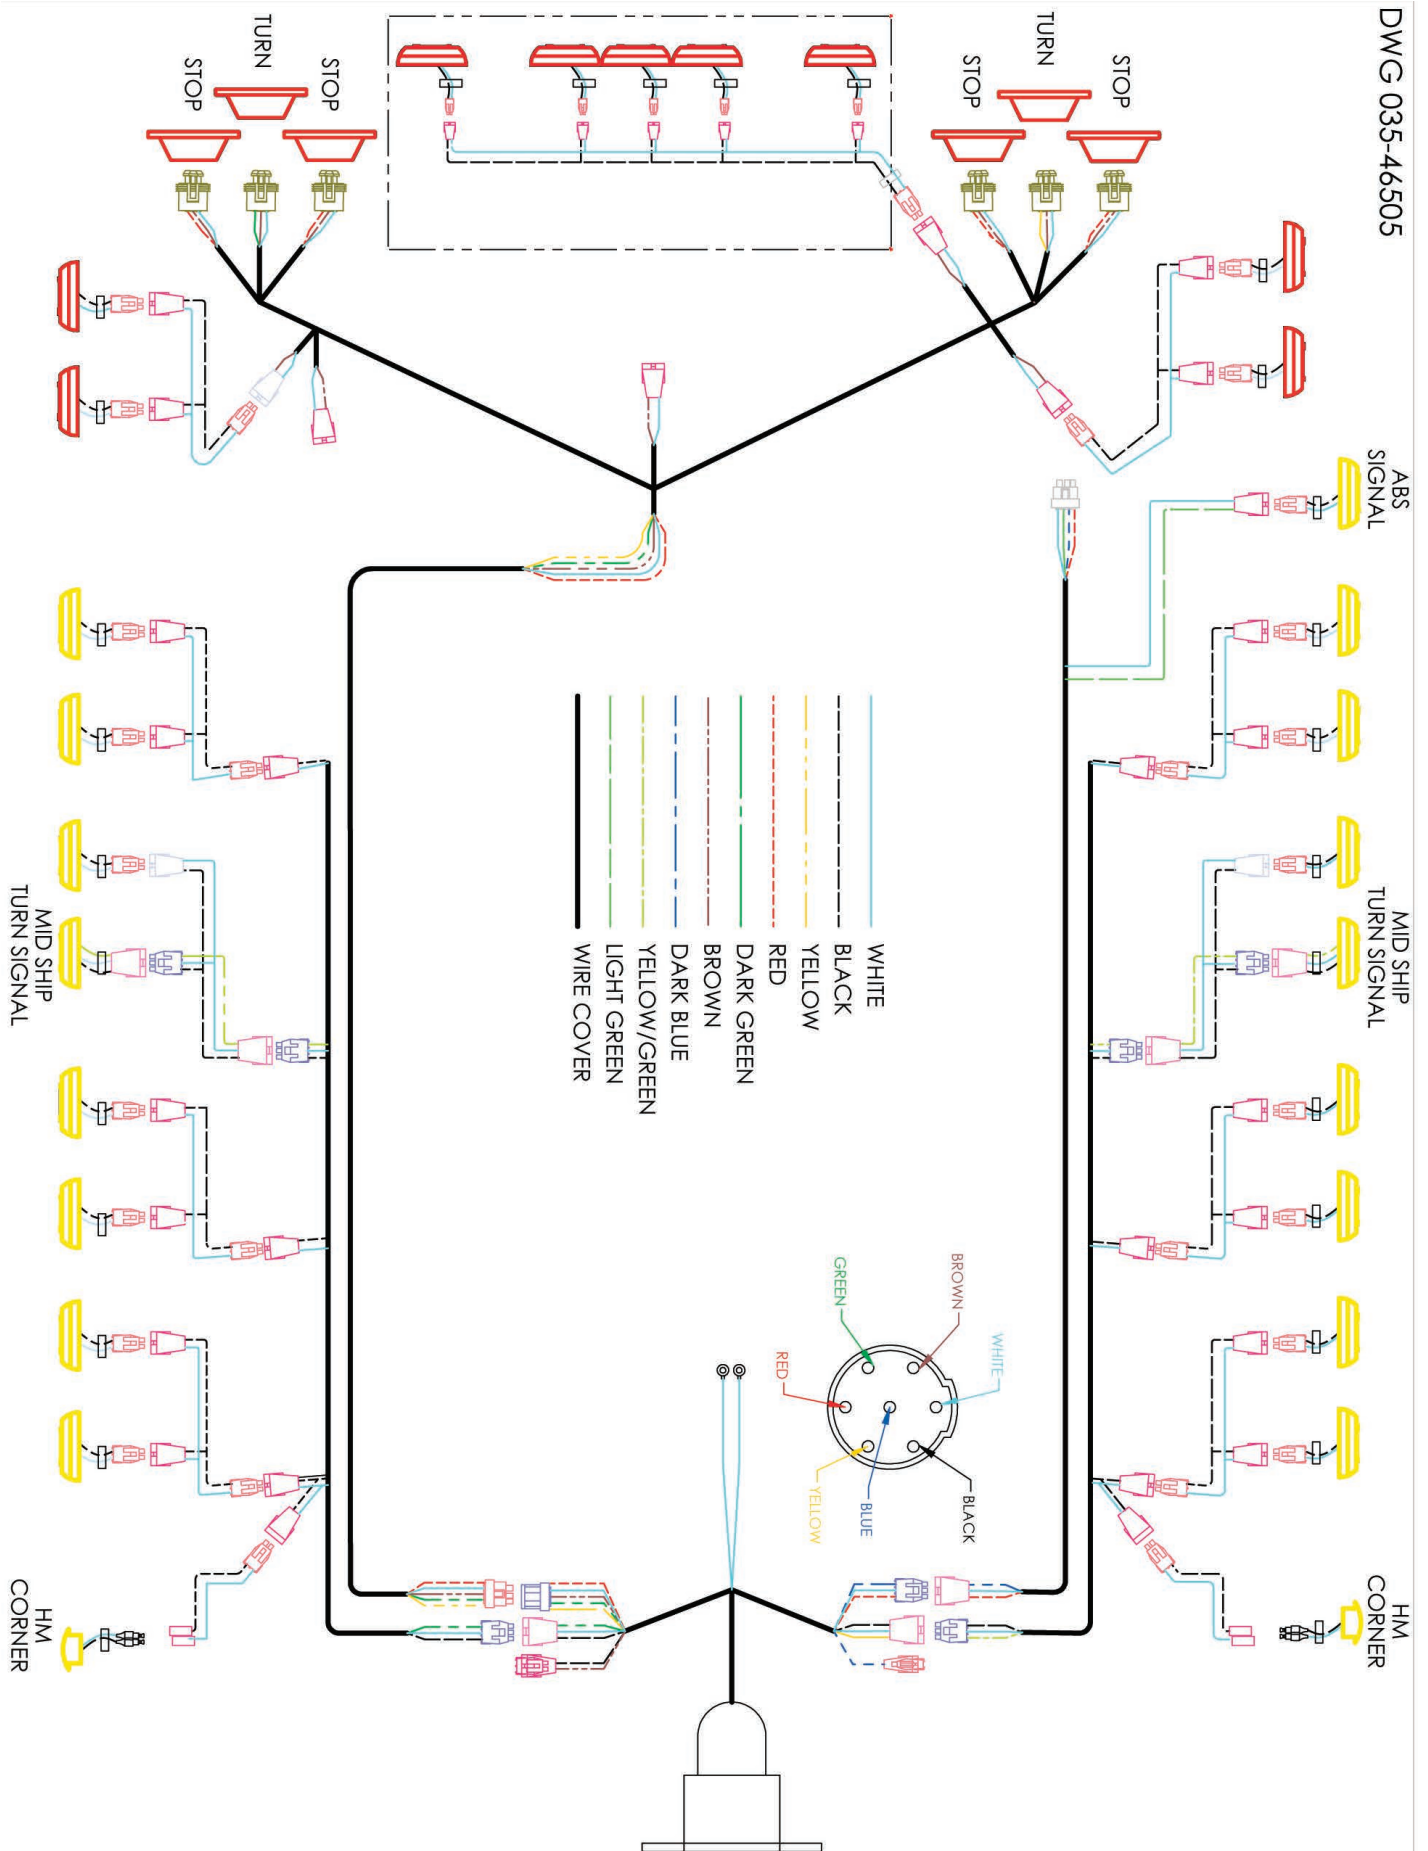 DWG 035-46505
STOP
TURN
STOP
STOP
TURN
STOP
ABS
SIGNAL
MID SHIP
TURN SIGNAL
HM
CORNER
WHITE
BLACK
YELLOW
RED
DARK GREEN
BROWN
DARK BLUE
YELLOW/GREEN
LIGHT GREEN
WIRE COVER
WHITE
BROWN
BLACK
GREEN
BLUE
RED
YELLOW
MID SHIP
TURN SIGNAL
HM
CORNER